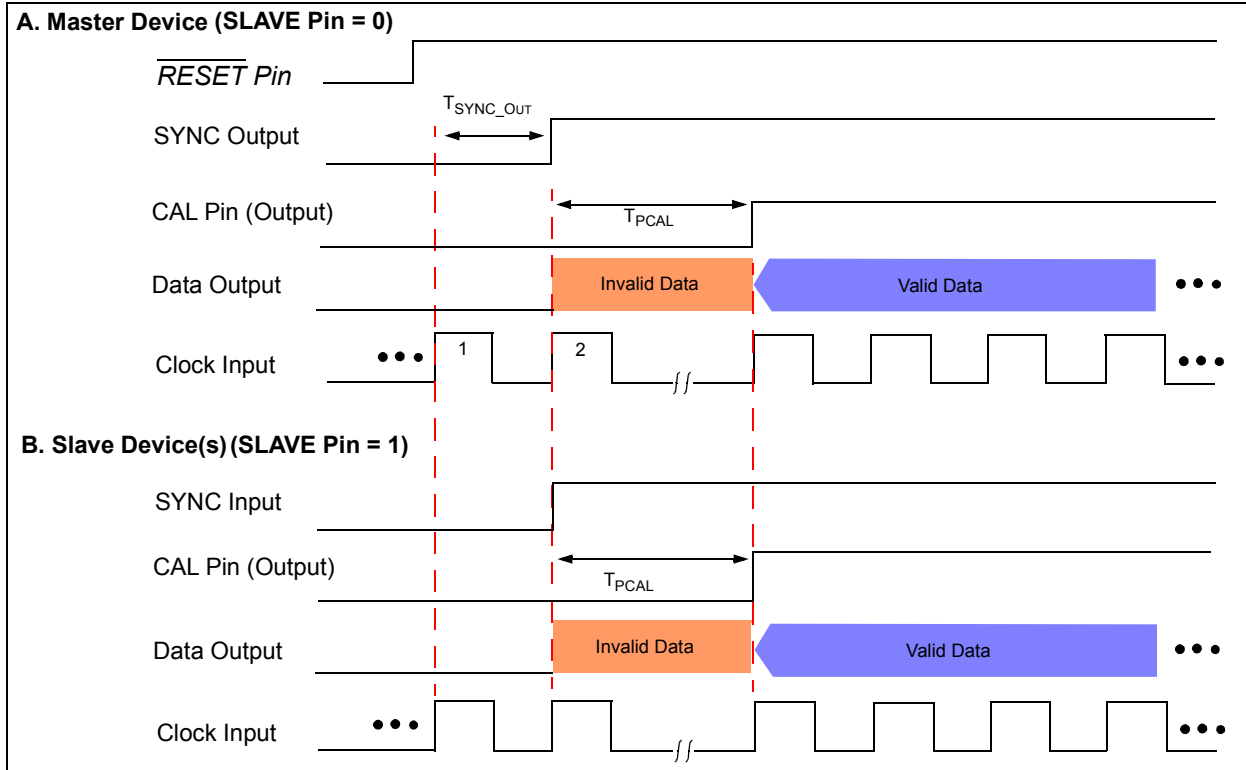 A. Master Device (SLAVE Pin = 0)
RESET Pin
TSYNC_OUT
SYNC Output
CAL Pin (Output)
TPCAL
Data Output
Invalid Data
Valid Data
•••
Clock Input
•••
1
2
•••
B. Slave Device(s) (SLAVE Pin = 1)
SYNC Input
CAL Pin (Output)
TPCAL
Data Output
Invalid Data
Valid Data
•••
Clock Input
•••
•••